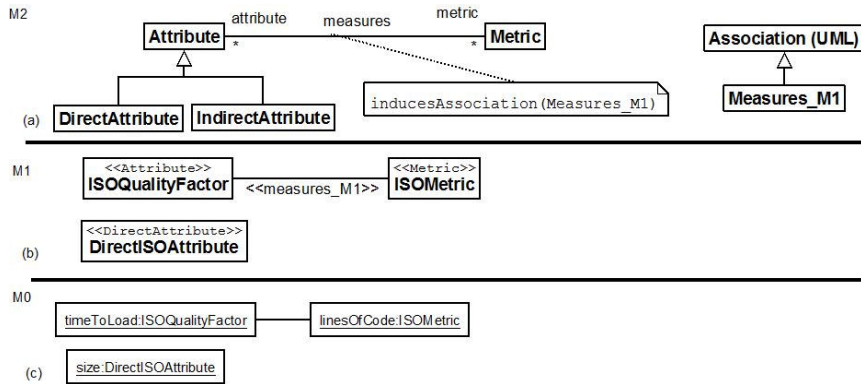 M2
attribute
measures
metric
Attribute
*
*
Metric
Association (UML)
inducesAssociation(Measures_M1)
Measures_M1
(a)
DirectAttribute
IndirectAttribute
M1
<<Attribute>>
ISOQualityFactor
<<measures_M1>>
<<Metric>>
ISOMetric
<<DirectAttribute>>
DirectISOAttribute
(b)
M0
timeToLoad:ISOQualityFactor
linesOfCode:ISOMetric
size:DirectISOAttribute
(c)